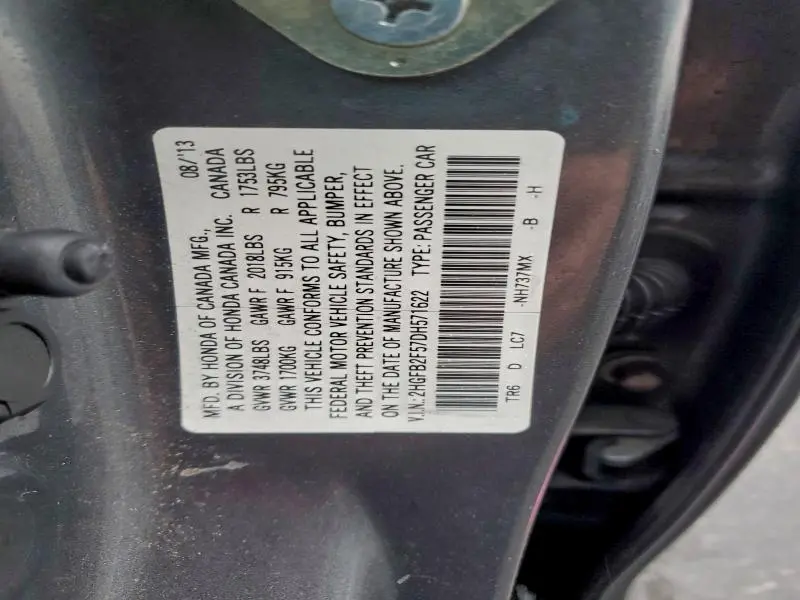 MFD. BY HONDA OF CANADA MFG., 08/'13
A DIVISION OF HONDA CANADA INC. CANADA
GVWR 3748LBS GAWR F 2018LBS R 1753LBS
GVWR 1700KG GAWR F 915KG R 795KG
THIS VEHICLE CONFORMS TO ALL APPLICABLE
FEDERAL MOTOR VEHICLE SAFETY, BUMPER,
AND THEFT PREVENTION STANDARDS IN EFFECT
ON THE DATE OF MANUFACTURE SHOWN ABOVE.
V.I.N.: 2HGFB2F57DH571622 TYPE: PASSENGER CAR
TR6 D LC7 -NH737MX -B -H